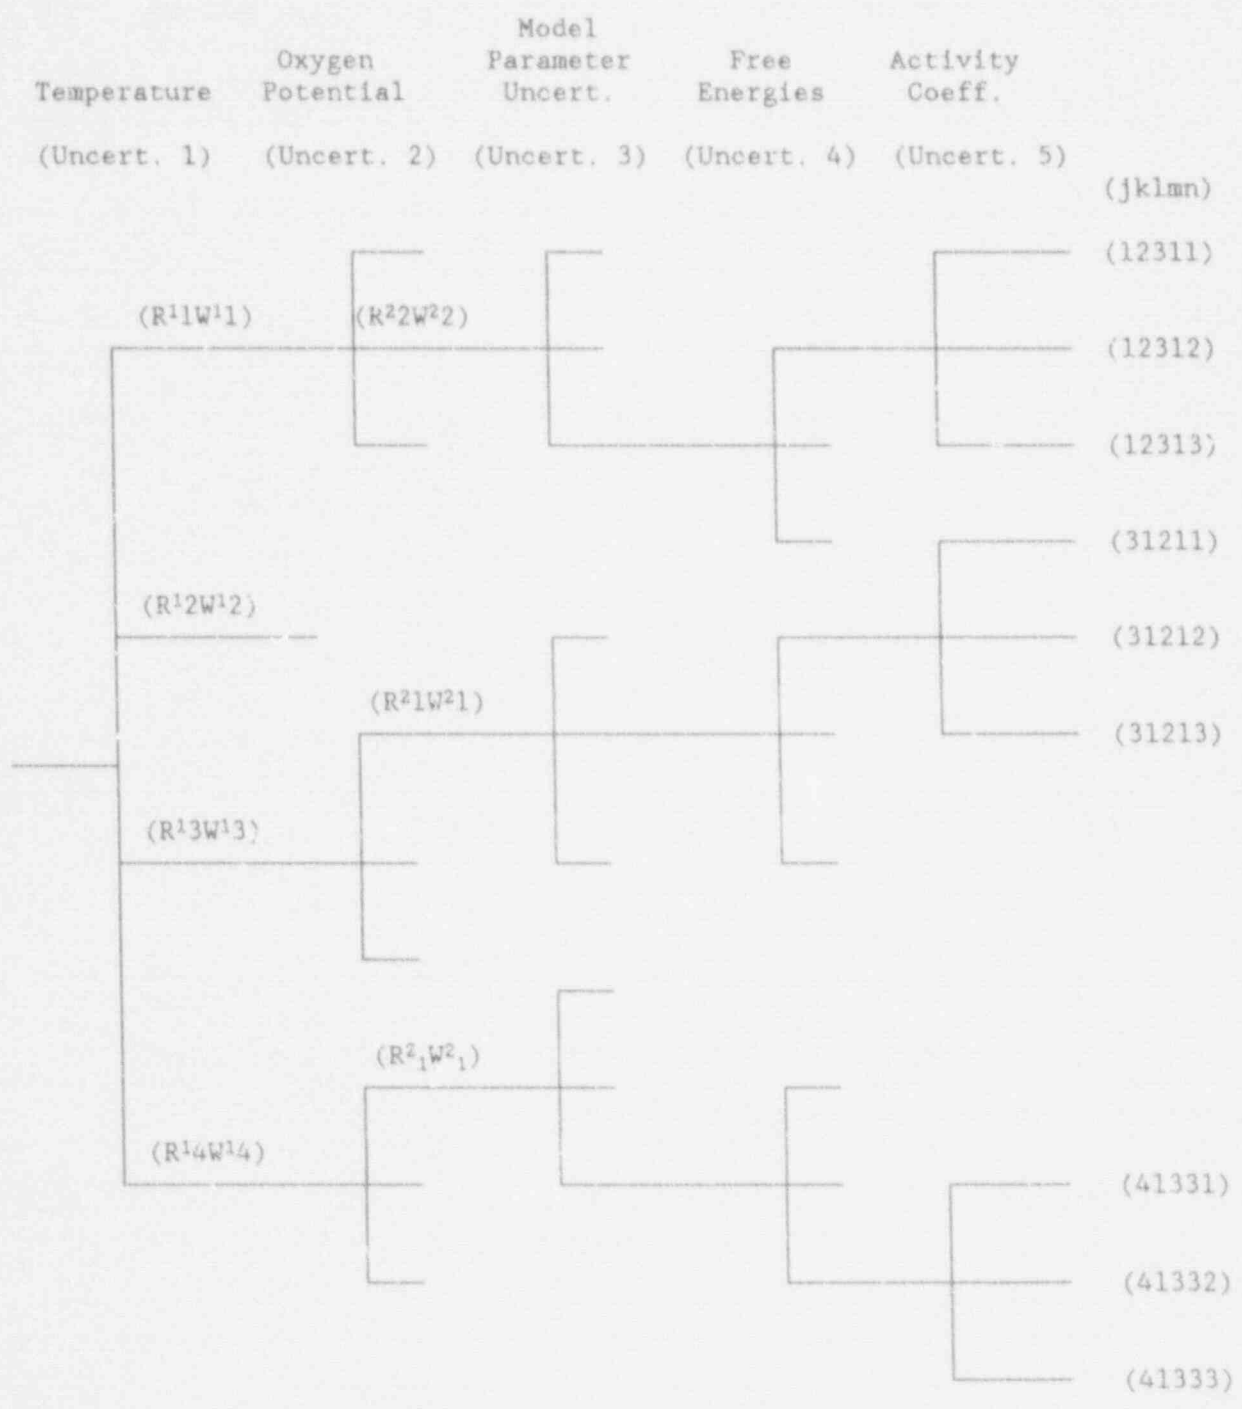 Model
Oxygen Parameter Free Activity
Temperature Potential Uncert. Energies Coeff.
(Uncert. 1) (Uncert. 2) (Uncert. 3) (Uncert. 4) (Uncert. 5)
(jklmn)
(12311)
(R¹1W¹1) (R²2W²2)
(12312)
(12313)
(31211)
(R¹2W¹2)
(31212)
(R²1W²1)
(31213)
(R¹3W¹3)
(R²₁W²₁)
(R¹4W¹4)
(41331)
(41332)
(41333)